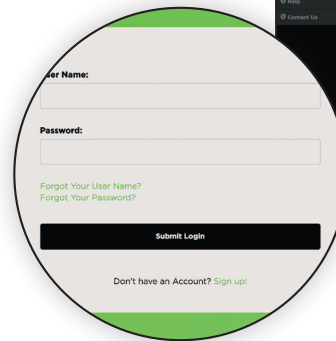 Help
Contact Us
User Name:
Password:
Forgot Your User Name?
Forgot Your Password?
Submit Login
Don't have an Account? Sign up!